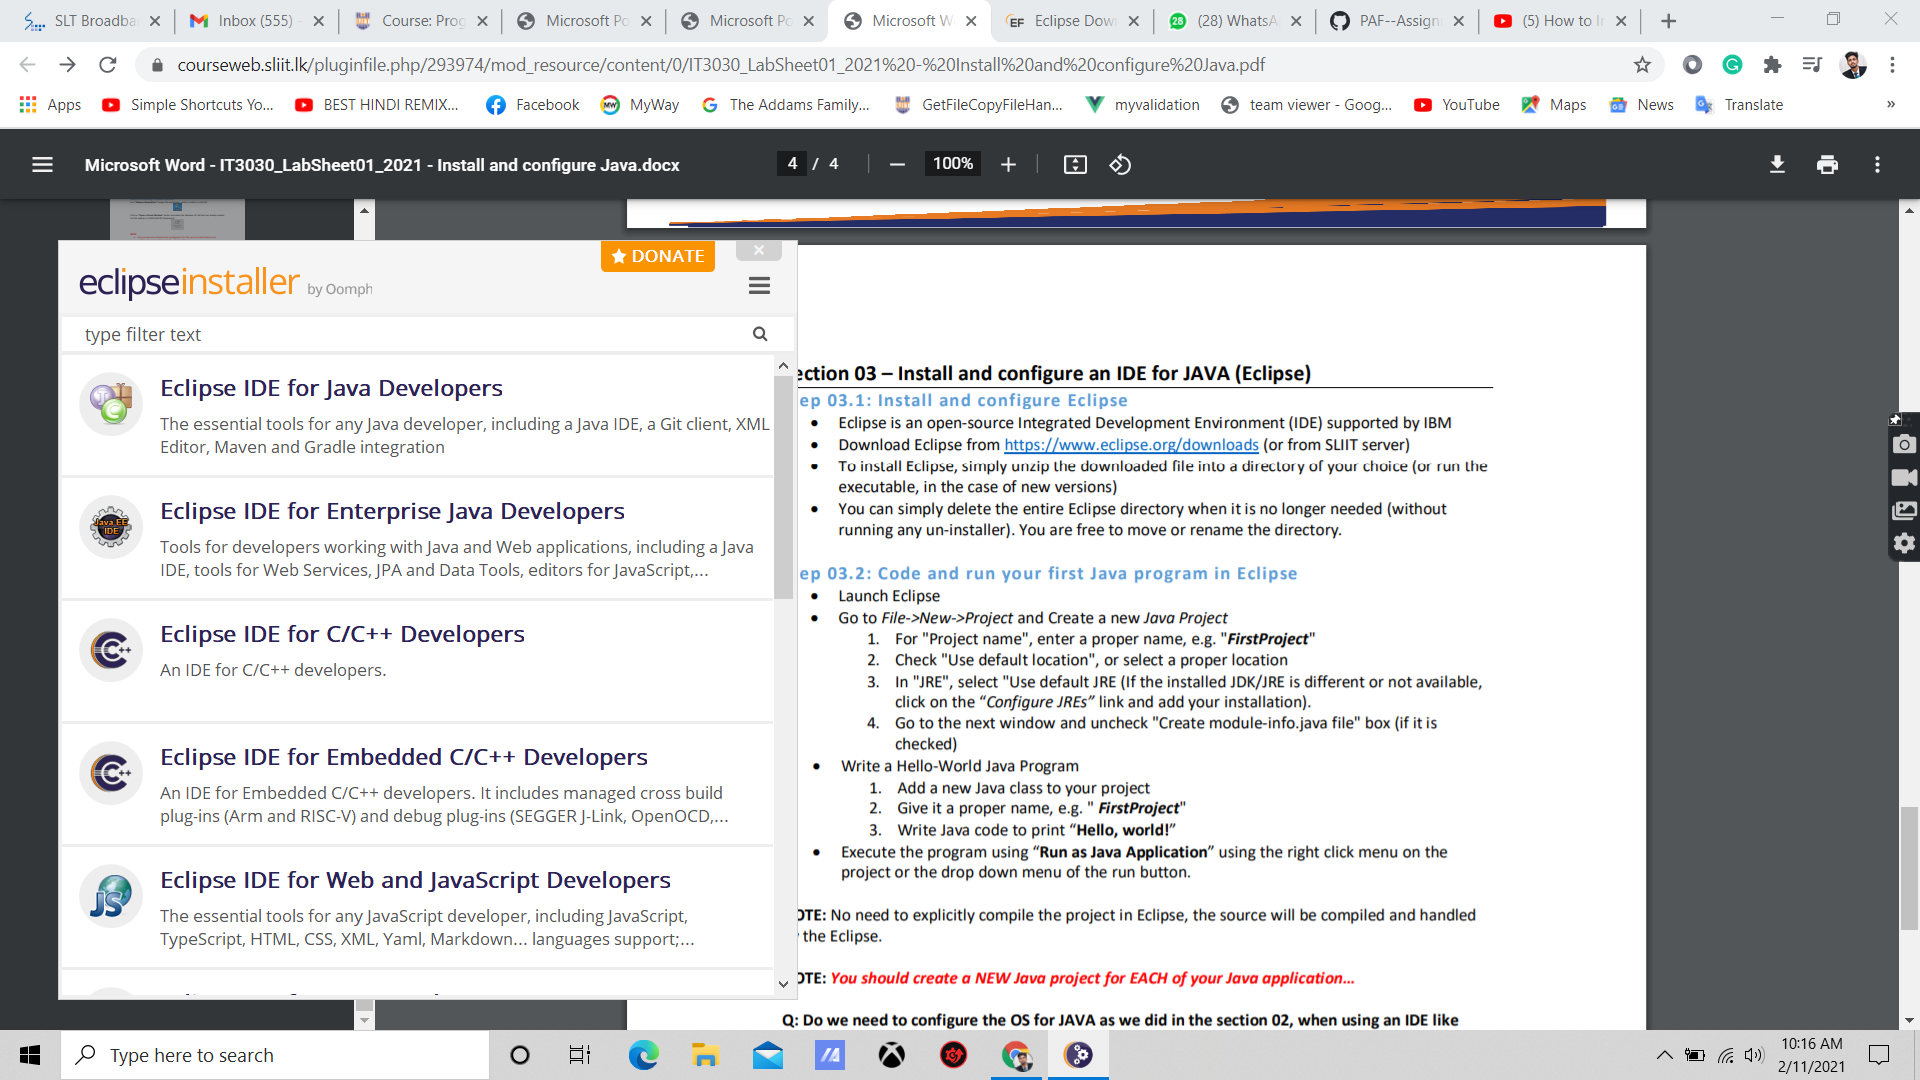 SLT Broadba
Inbox (555) -
Course: Prog
Microsoft Po
Microsoft Po
Microsoft W
Eclipse Dow
(28) WhatsA
PAF--Assign
(5) How to I
courseweb.sliit.lk/pluginfile.php/293974/mod_resource/content/0/IT3030_LabSheet01_2021%20-%20Install%20and%20configure%20Java.pdf
Apps
Simple Shortcuts Yo...
BEST HINDI REMIX...
Facebook
MyWay
The Addams Family...
GetFileCopyFileHan...
myvalidation
team viewer - Goog...
YouTube
Maps
News
Translate
»
Microsoft Word - IT3030_LabSheet01_2021 - Install and configure Java.docx
4 / 4
100%
DONATE
eclipseinstaller by Oomph
type filter text
Eclipse IDE for Java Developers
The essential tools for any Java developer, including a Java IDE, a Git client, XML
Editor, Maven and Gradle integration
Java EE
IDE
Eclipse IDE for Enterprise Java Developers
Tools for developers working with Java and Web applications, including a Java
IDE, tools for Web Services, JPA and Data Tools, editors for JavaScript,...
C++
Eclipse IDE for C/C++ Developers
An IDE for C/C++ developers.
C++
Eclipse IDE for Embedded C/C++ Developers
An IDE for Embedded C/C++ developers. It includes managed cross build
plug-ins (Arm and RISC-V) and debug plug-ins (SEGGER J-Link, OpenOCD,...
JS
Eclipse IDE for Web and JavaScript Developers
The essential tools for any JavaScript developer, including JavaScript,
TypeScript, HTML, CSS, XML, Yaml, Markdown... languages support;...
ection 03 – Install and configure an IDE for JAVA (Eclipse)
ep 03.1: Install and configure Eclipse
• Eclipse is an open-source Integrated Development Environment (IDE) supported by IBM
• Download Eclipse from https://www.eclipse.org/downloads (or from SLIIT server)
• To install Eclipse, simply unzip the downloaded file into a directory of your choice (or run the
executable, in the case of new versions)
• You can simply delete the entire Eclipse directory when it is no longer needed (without
running any un-installer). You are free to move or rename the directory.
ep 03.2: Code and run your first Java program in Eclipse
• Launch Eclipse
• Go to File->New->Project and Create a new Java Project
1. For "Project name", enter a proper name, e.g. "FirstProject"
2. Check "Use default location", or select a proper location
3. In "JRE", select "Use default JRE (If the installed JDK/JRE is different or not available,
click on the “Configure JREs” link and add your installation).
4. Go to the next window and uncheck "Create module-info.java file" box (if it is
checked)
• Write a Hello-World Java Program
1. Add a new Java class to your project
2. Give it a proper name, e.g. " FirstProject"
3. Write Java code to print “Hello, world!”
• Execute the program using “Run as Java Application” using the right click menu on the
project or the drop down menu of the run button.
OTE: No need to explicitly compile the project in Eclipse, the source will be compiled and handled
the Eclipse.
OTE: You should create a NEW Java project for EACH of your Java application...
Q: Do we need to configure the OS for JAVA as we did in the section 02, when using an IDE like
Type here to search
10:16 AM
2/11/2021